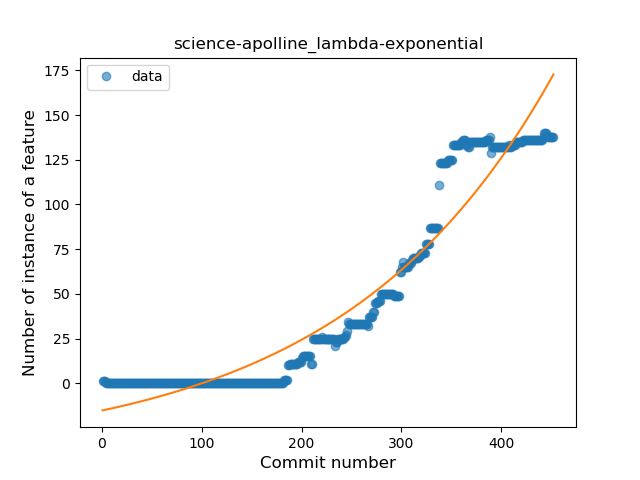 science-apolline_lambda-exponential
data
175
150
125
100
75
50
25
0
Number of instance of a feature
0 100 200 300 400
Commit number